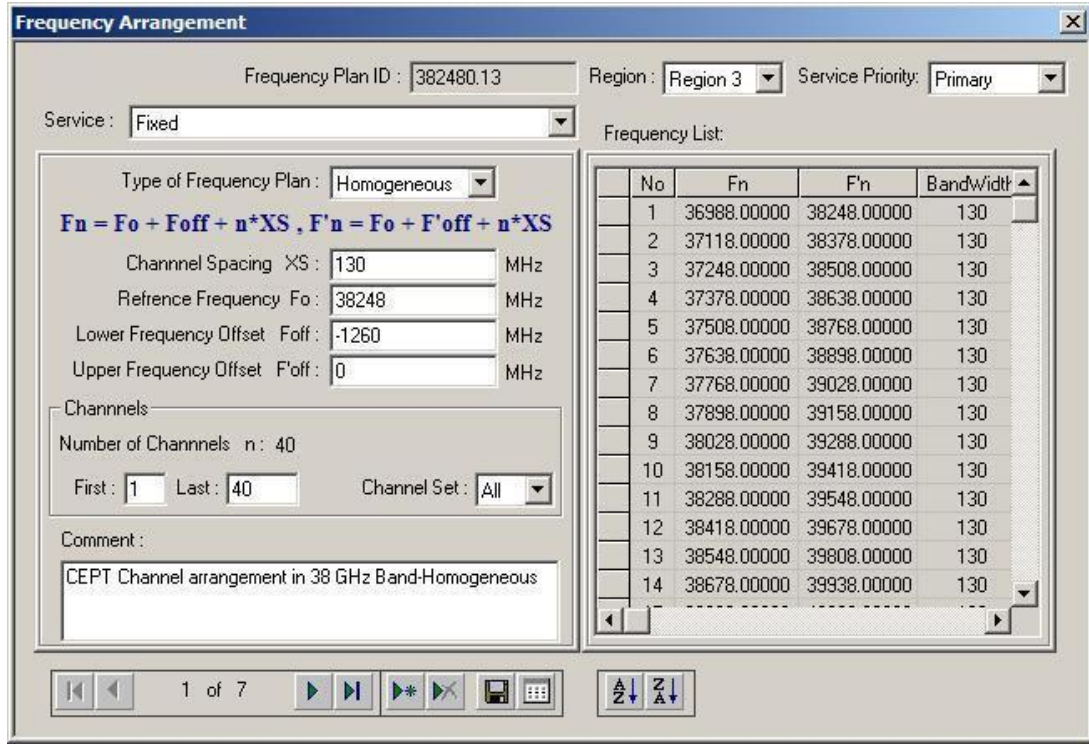 Frequency Arrangement
Frequency Plan ID : 382480.13 Region : Region 3 Service Priority: Primary
Service : Fixed
Type of Frequency Plan : Homogeneous
Fn = Fo + Foff + n*XS , F'n = Fo + F'off + n*XS
Channnel Spacing XS : 130 MHz
Refrence Frequency Fo : 38248 MHz
Lower Frequency Offset Foff : -1260 MHz
Upper Frequency Offset F'off : 0 MHz
Channnels
Number of Channnels n : 40
First : 1 Last : 40 Channel Set : All
Comment :
CEPT Channel arrangement in 38 GHz Band-Homogeneous
1 of 7
Frequency List:
No Fn F'n BandWidth
1 36988.00000 38248.00000 130
2 37118.00000 38378.00000 130
3 37248.00000 38508.00000 130
4 37378.00000 38638.00000 130
5 37508.00000 38768.00000 130
6 37638.00000 38898.00000 130
7 37768.00000 39028.00000 130
8 37898.00000 39158.00000 130
9 38028.00000 39288.00000 130
10 38158.00000 39418.00000 130
11 38288.00000 39548.00000 130
12 38418.00000 39678.00000 130
13 38548.00000 39808.00000 130
14 38678.00000 39938.00000 130
A Z
Z A